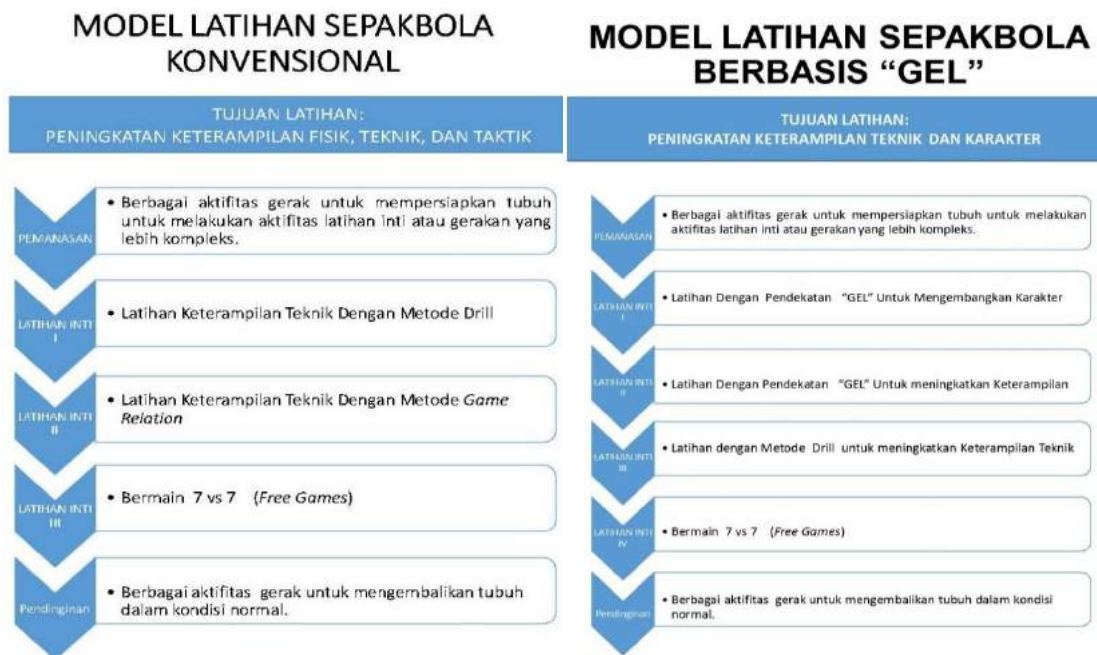 MODEL LATIHAN SEPAKBOLA
KONVENSIONAL
TUJUAN LATIHAN:
PENINGKATAN KETERAMPILAN FISIK, TEKNIK, DAN TAKTIK
PEMANASAN
• Berbagai aktifitas gerak untuk mempersiapkan tubuh
untuk melakukan aktifitas latihan inti atau gerakan yang
lebih kompleks.
LATIHAN INTI
I
• Latihan Keterampilan Teknik Dengan Metode Drill
LATIHAN INTI
II
• Latihan Keterampilan Teknik Dengan Metode Game
Relation
LATIHAN INTI
III
• Bermain 7 vs 7 (Free Games)
Pendinginan
• Berbagai aktifitas gerak untuk mengembalikan tubuh
dalam kondisi normal.
MODEL LATIHAN SEPAKBOLA
BERBASIS “GEL”
TUJUAN LATIHAN:
PENINGKATAN KETERAMPILAN TEKNIK DAN KARAKTER
PEMANASAN
• Berbagai aktifitas gerak untuk mempersiapkan tubuh untuk melakukan
aktifitas latihan inti atau gerakan yang lebih kompleks.
LATIHAN INTI
I
• Latihan Dengan Pendekatan “GEL” Untuk Mengembangkan Karakter
LATIHAN INTI
II
• Latihan Dengan Pendekatan “GEL” Untuk meningkatkan Keterampilan
LATIHAN INTI
III
• Latihan dengan Metode Drill untuk meningkatkan Keterampilan Teknik
LATIHAN INTI
IV
• Bermain 7 vs 7 (Free Games)
Pendinginan
• Berbagai aktifitas gerak untuk mengembalikan tubuh dalam kondisi
normal.